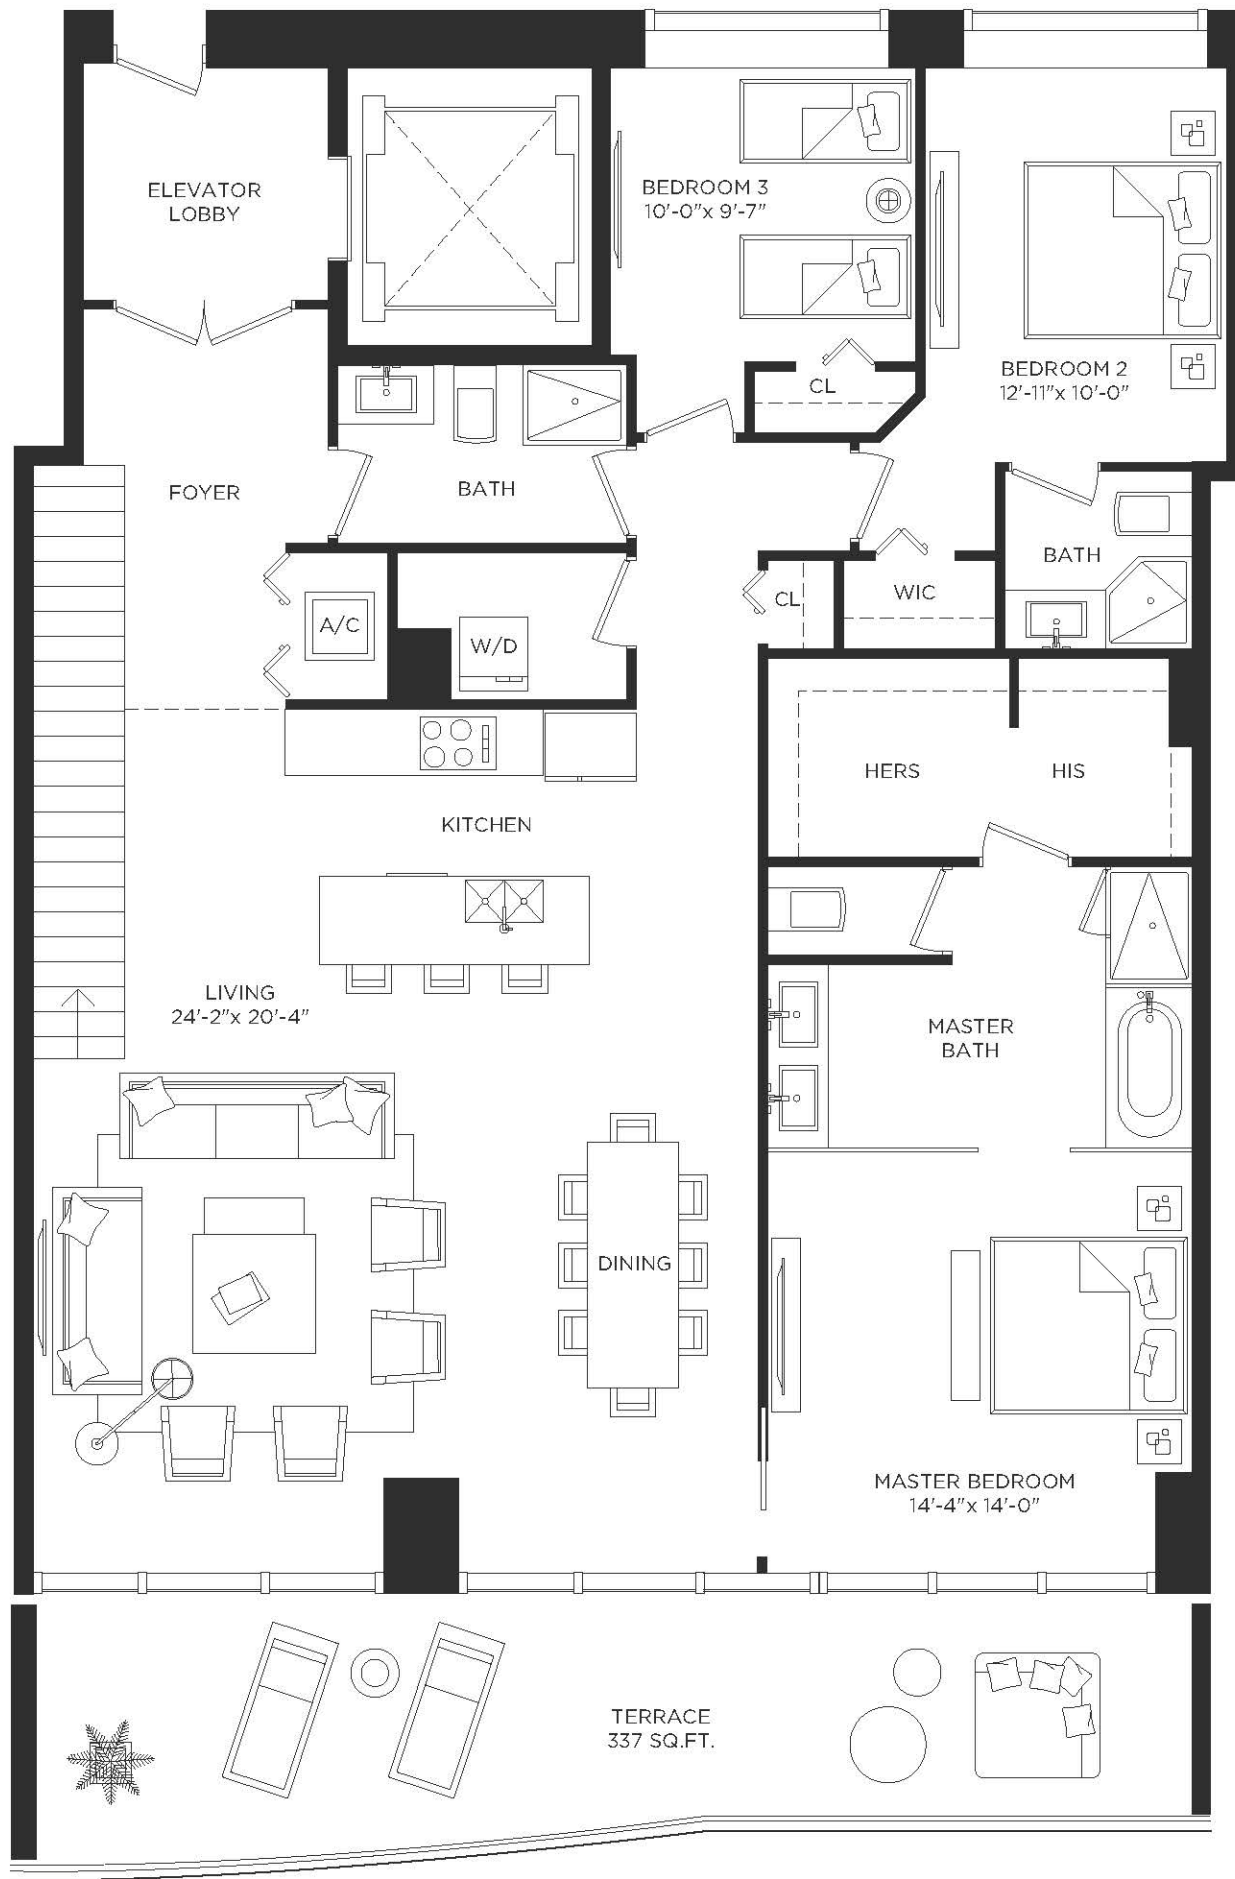 ELEVATOR
LOBBY
BEDROOM 3
10'-0"x 9'-7"
BEDROOM 2
12'-11"x 10'-0"
CL
FOYER
BATH
BATH
A/C
W/D
CL
WIC
HERS
HIS
KITCHEN
LIVING
24'-2"x 20'-4"
MASTER
BATH
DINING
MASTER BEDROOM
14'-4"x 14'-0"
TERRACE
337 SQ.FT.